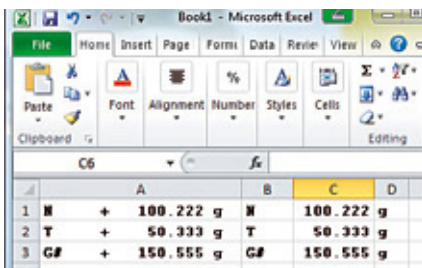 Book1 - Microsoft Excel
File Home Insert Page Form Data Review View
Paste Font Alignment Number Styles Cells
Clipboard Editing
C6 fx
A B C D
1 N + 100.222 g N 100.222 g
2 T + 50.333 g T 50.333 g
3 G# + 150.555 g G# 150.555 g